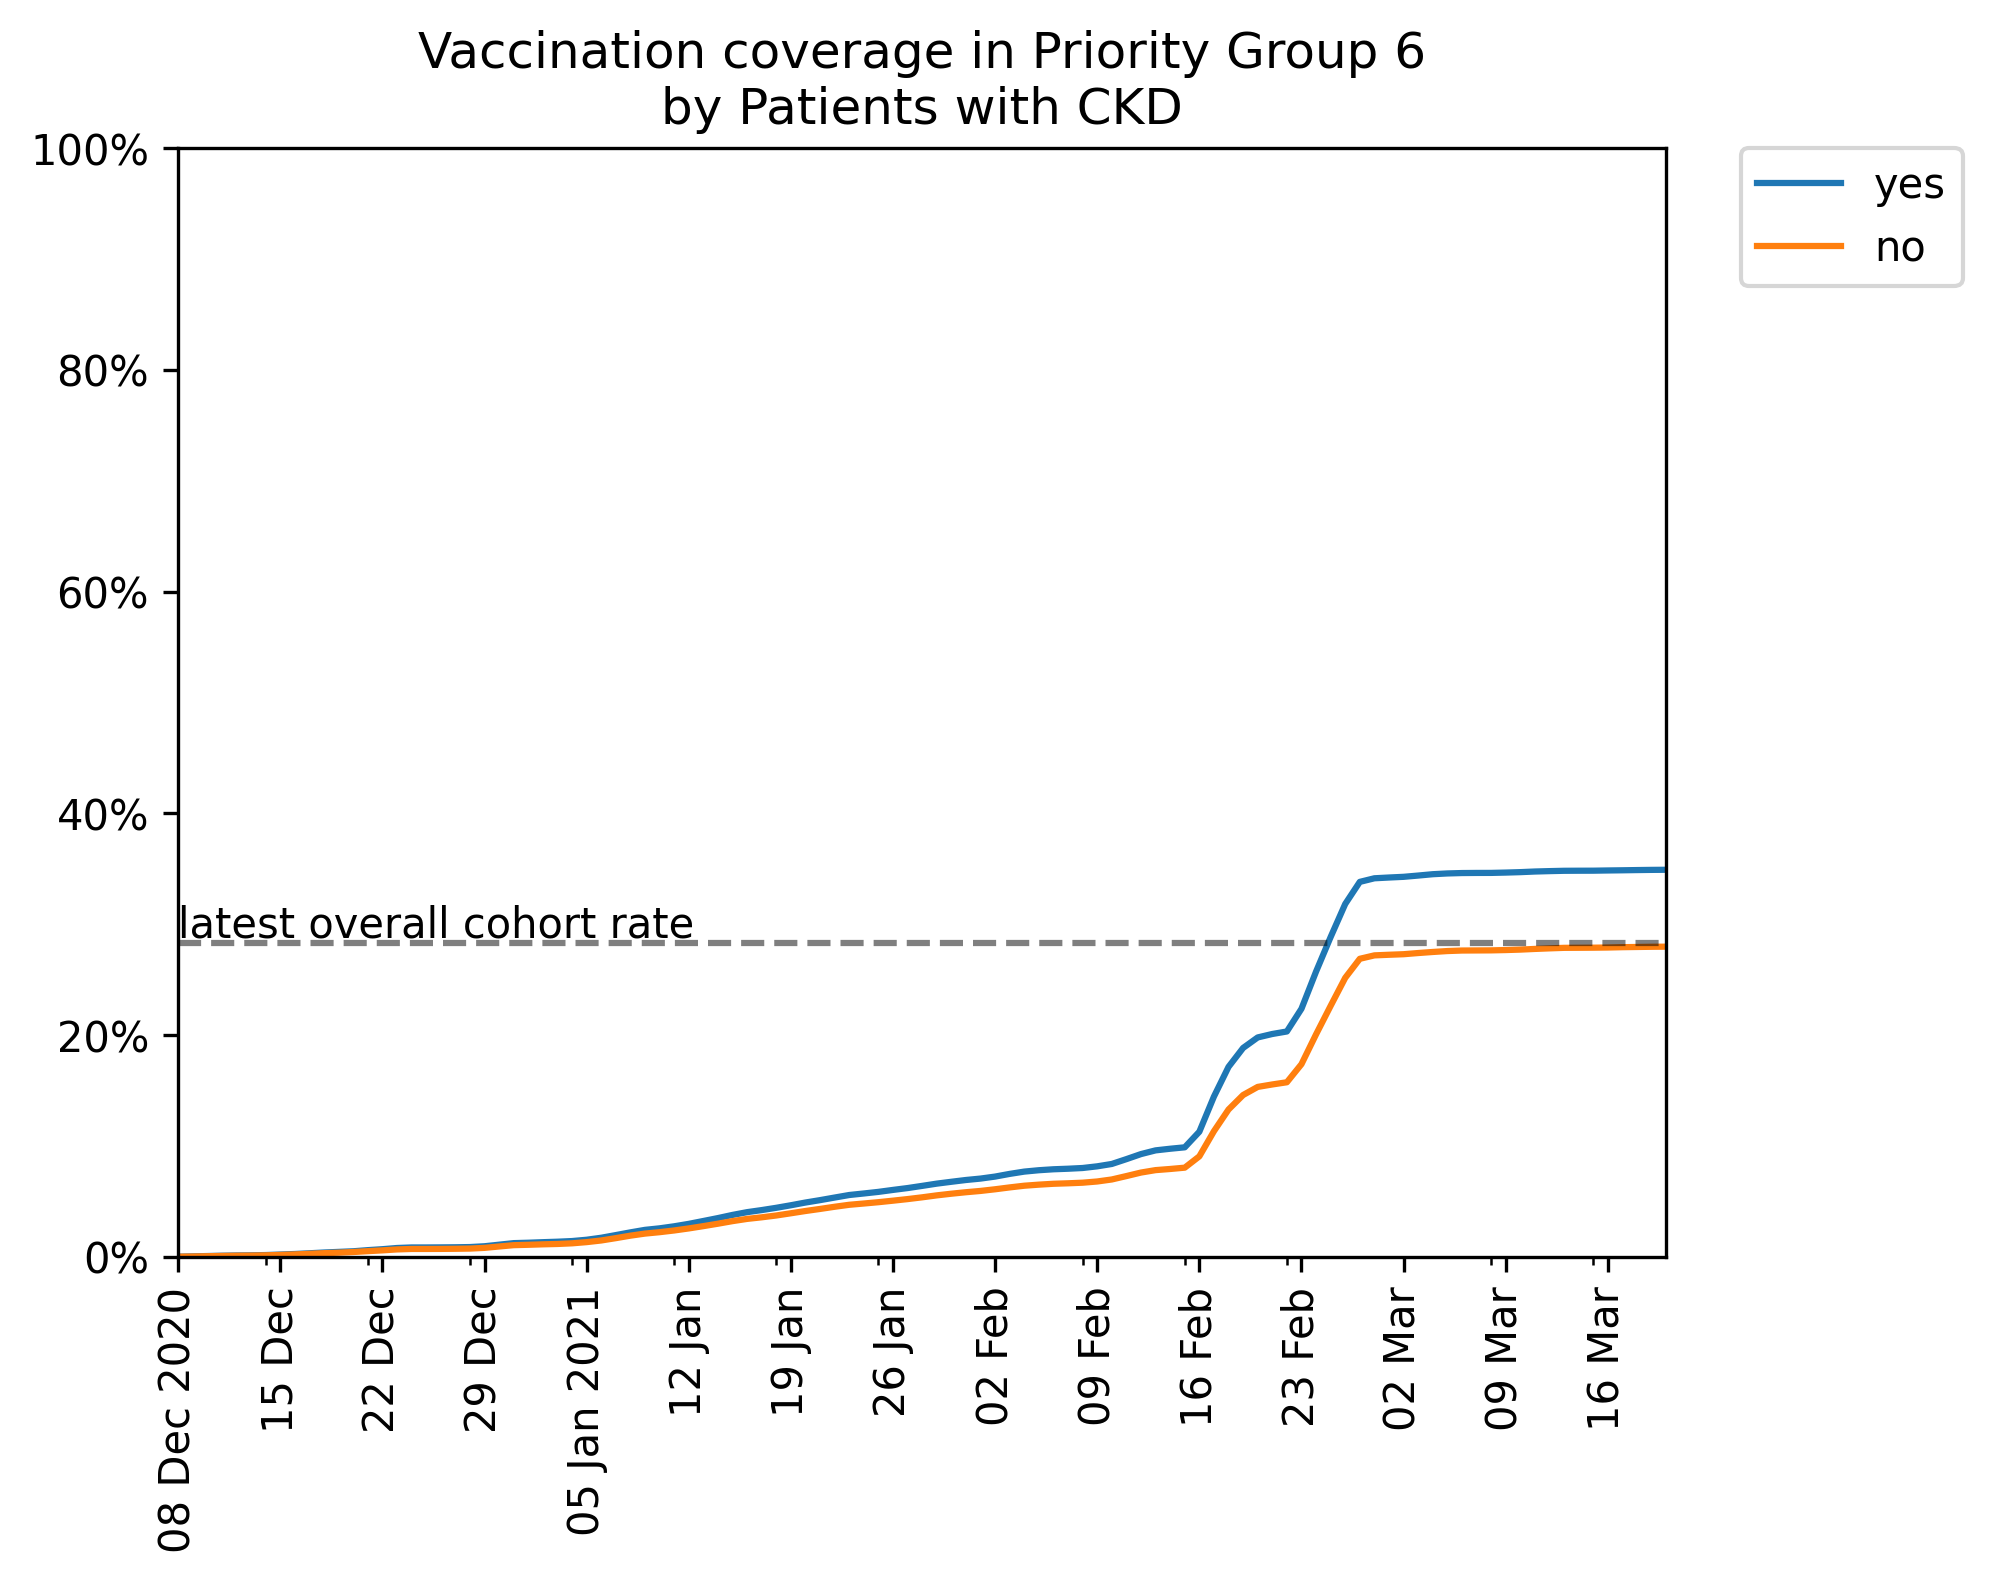 Vaccination coverage in Priority Group 6
by Patients with CKD
100%
80%
60%
40%
20%
0%
latest overall cohort rate
yes
no
08 Dec 2020
15 Dec
22 Dec
29 Dec
05 Jan 2021
12 Jan
19 Jan
26 Jan
02 Feb
09 Feb
16 Feb
23 Feb
02 Mar
09 Mar
16 Mar